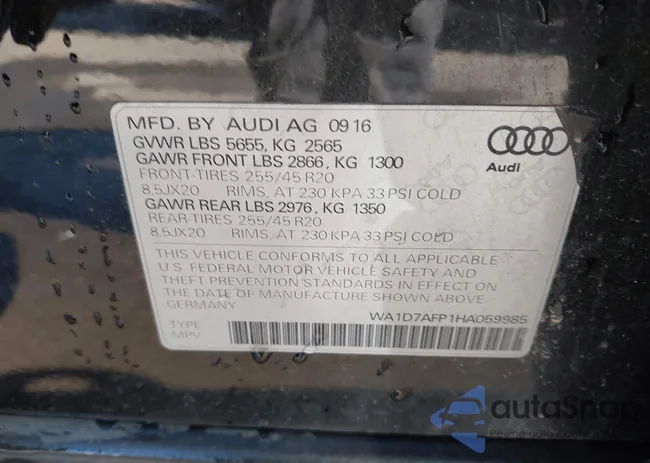 MFD. BY AUDI AG 09 16
GVWR LBS 5655, KG 2565
GAWR FRONT LBS 2866, KG 1300
FRONT-TIRES 255/45 R20
8.5JX20 RIMS, AT 230 KPA 33 PSI COLD
GAWR REAR LBS 2976, KG 1350
REAR-TIRES 255/45 R20
8.5JX20 RIMS, AT 230 KPA 33 PSI COLD
Audi
THIS VEHICLE CONFORMS TO ALL APPLICABLE
U.S. FEDERAL MOTOR VEHICLE SAFETY AND
THEFT PREVENTION STANDARDS IN EFFECT ON
THE DATE OF MANUFACTURE SHOWN ABOVE.
GERMANY
WA1D7AFP1HA059985
TYPE
MPV
autoSnap